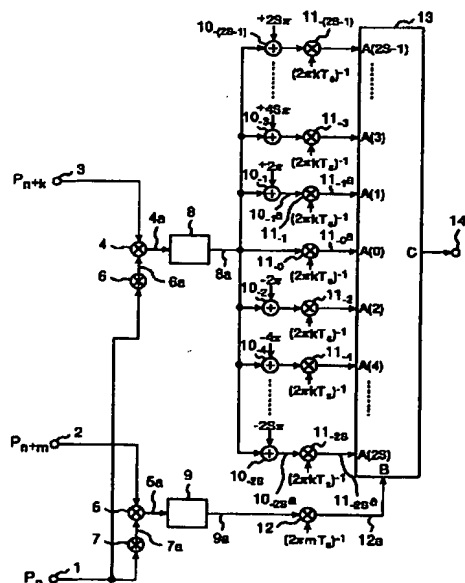 +2Sπ 11-(2S-1) 13
10-(2S-1)
A(2S-1)
(2πkTs)⁻¹
+4Sπ 11-3
10-3
A(3)
(2πkTs)⁻¹
+2π 11-1a
10-1
A(1)
10-1a (2πkTs)⁻¹
11-1 11-0a
A(0) C 14
11-0 (2πkTs)⁻¹
-2π
10-2 11-2
A(2)
(2πkTs)⁻¹
-4π
10-4
A(4)
(2πkTs)⁻¹
-2Sπ 11-2S
A(2S)
10-2S (2πkTs)⁻¹
10-2Sa 11-2Sa
B
Pn+k 3
4 4a 8 8a
6 6a
Pn+m 2
5 5a 9 9a 12 12a
7 7a (2πmTs)⁻¹
Pn 1